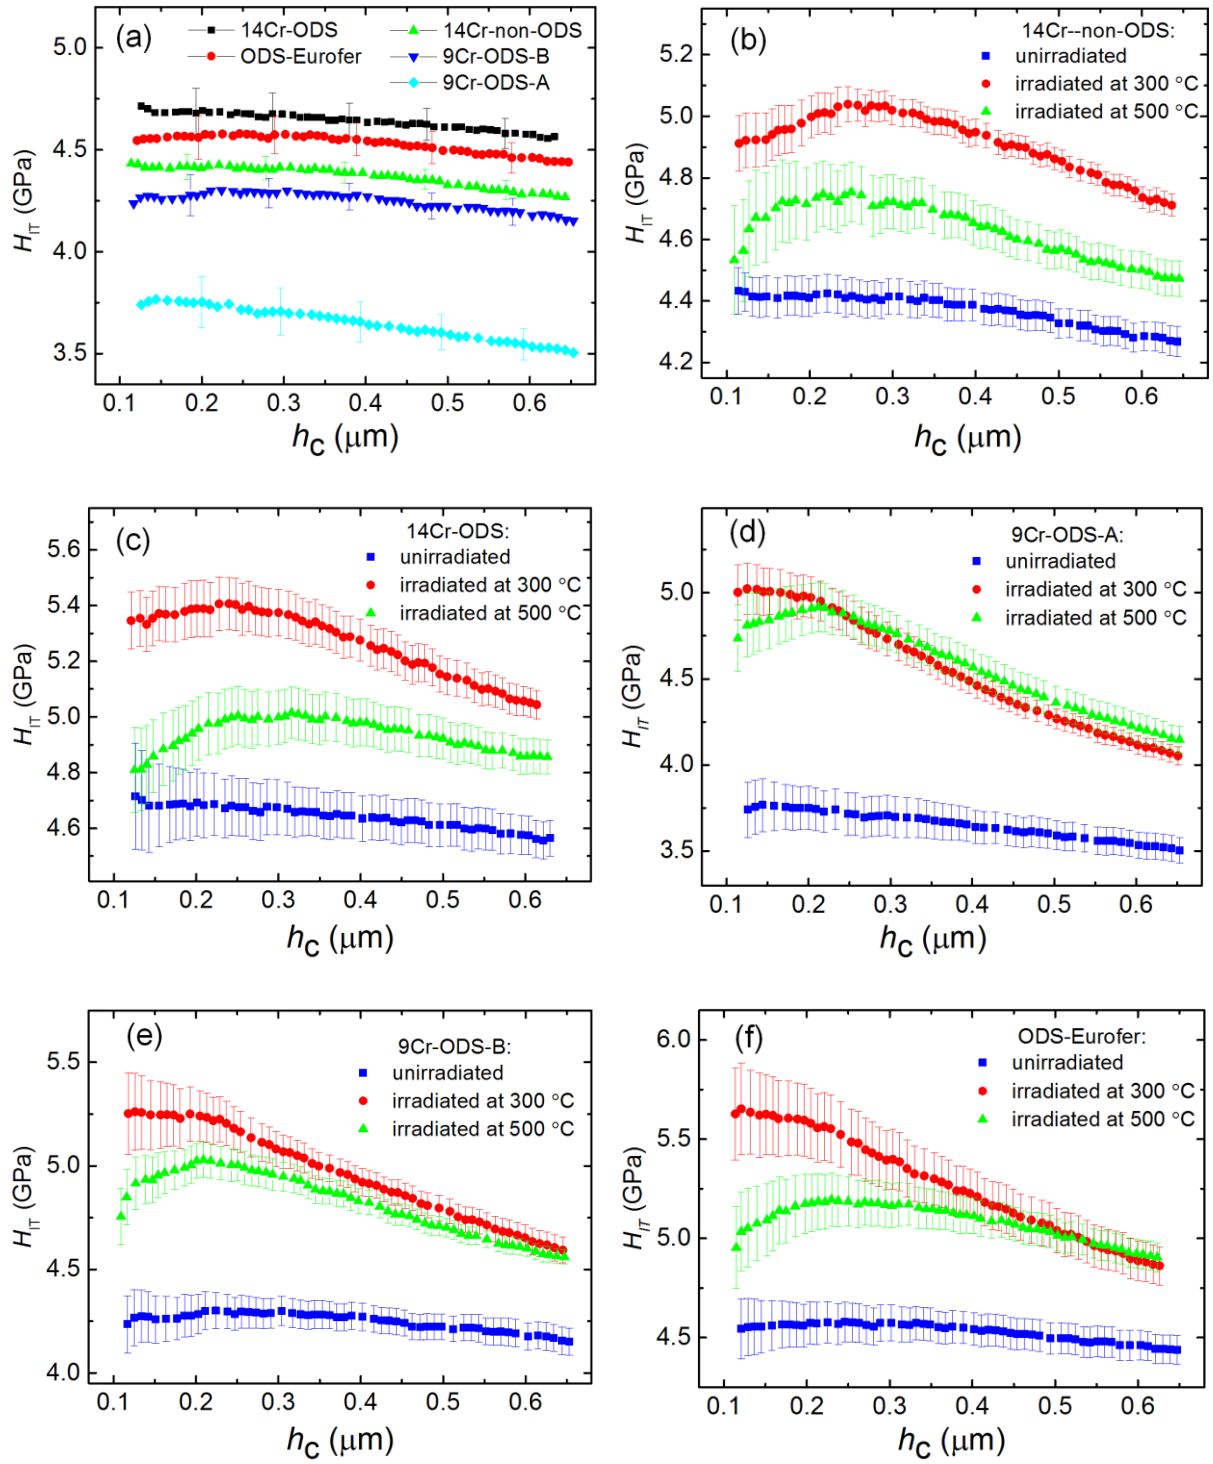 (a)
14Cr-ODS
14Cr-non-ODS
ODS-Eurofer
9Cr-ODS-B
9Cr-ODS-A
5.0
4.5
4.0
3.5
H_IT (GPa)
0.1 0.2 0.3 0.4 0.5 0.6
h_c (μm)
(b)
14Cr--non-ODS:
unirradiated
irradiated at 300 °C
irradiated at 500 °C
5.2
5.0
4.8
4.6
4.4
4.2
H_IT (GPa)
0.1 0.2 0.3 0.4 0.5 0.6
h_c (μm)
(c)
14Cr-ODS:
unirradiated
irradiated at 300 °C
irradiated at 500 °C
5.6
5.4
5.2
5.0
4.8
4.6
H_IT (GPa)
0.1 0.2 0.3 0.4 0.5 0.6
h_c (μm)
(d)
9Cr-ODS-A:
unirradiated
irradiated at 300 °C
irradiated at 500 °C
5.0
4.5
4.0
3.5
H_IT (GPa)
0.1 0.2 0.3 0.4 0.5 0.6
h_c (μm)
(e)
9Cr-ODS-B:
unirradiated
irradiated at 300 °C
irradiated at 500 °C
5.5
5.0
4.5
4.0
H_IT (GPa)
0.1 0.2 0.3 0.4 0.5 0.6
h_c (μm)
(f)
ODS-Eurofer:
unirradiated
irradiated at 300 °C
irradiated at 500 °C
6.0
5.5
5.0
4.5
H_IT (GPa)
0.1 0.2 0.3 0.4 0.5 0.6
h_c (μm)